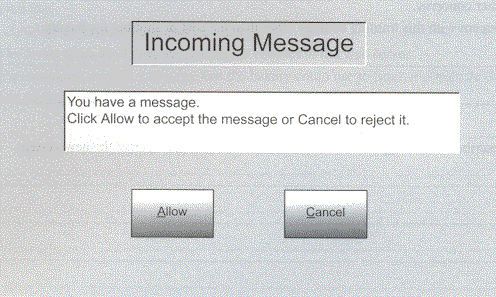 Incoming Message
You have a message.
Click Allow to accept the message or Cancel to reject it.
Allow
Cancel